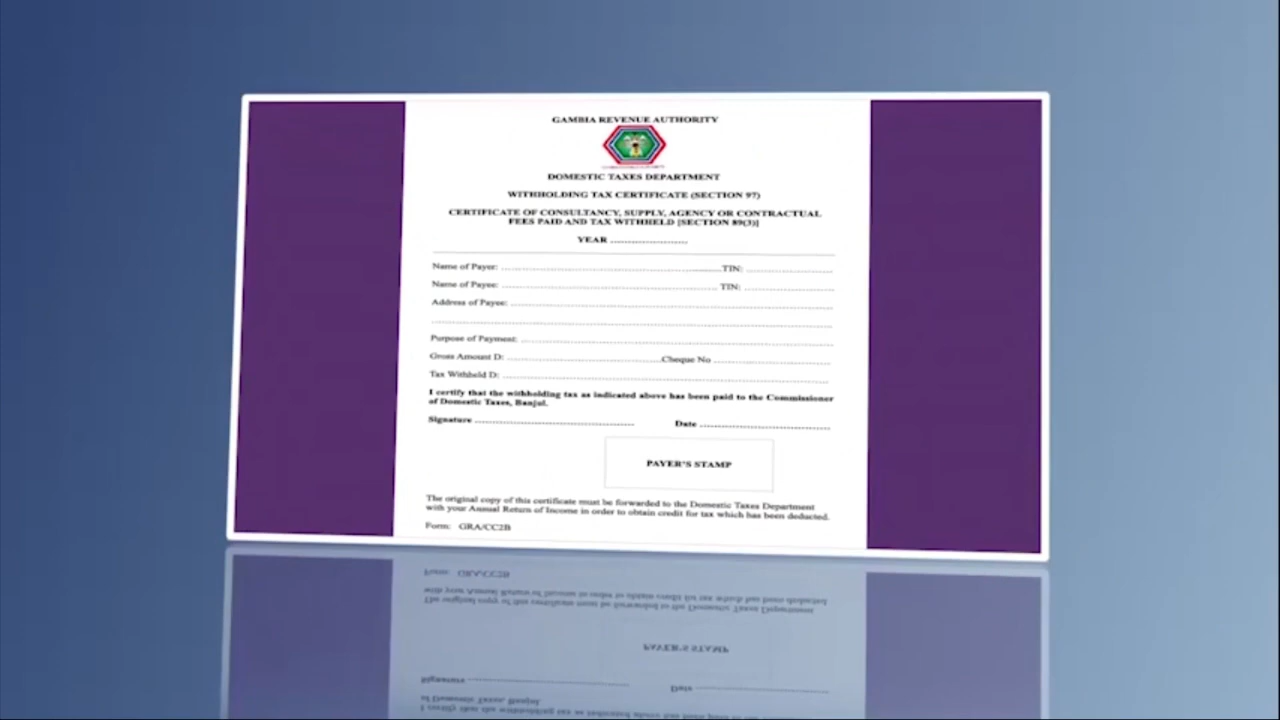 GAMBIA REVENUE AUTHORITY
DOMESTIC TAXES DEPARTMENT
WITHHOLDING TAX CERTIFICATE (SECTION 97)
CERTIFICATE OF CONSULTANCY, SUPPLY, AGENCY OR CONTRACTUAL
FEES PAID AND TAX WITHHELD [SECTION 89(3)]
YEAR ........................
Name of Payer: ........................ TIN: ........................
Name of Payee: ........................ TIN: ........................
Address of Payee: ........................
Purpose of Payment: ........................
Gross Amount D: ........................Cheque No ........................
Tax Withheld D: ........................
I certify that the withholding tax as indicated above has been paid to the Commissioner
of Domestic Taxes, Banjul.
Signature ........................ Date ........................
PAYER'S STAMP
The original copy of this certificate must be forwarded to the Domestic Taxes Department
with your Annual Return of Income in order to obtain credit for tax which has been deducted.
Form: GRA/CC2B